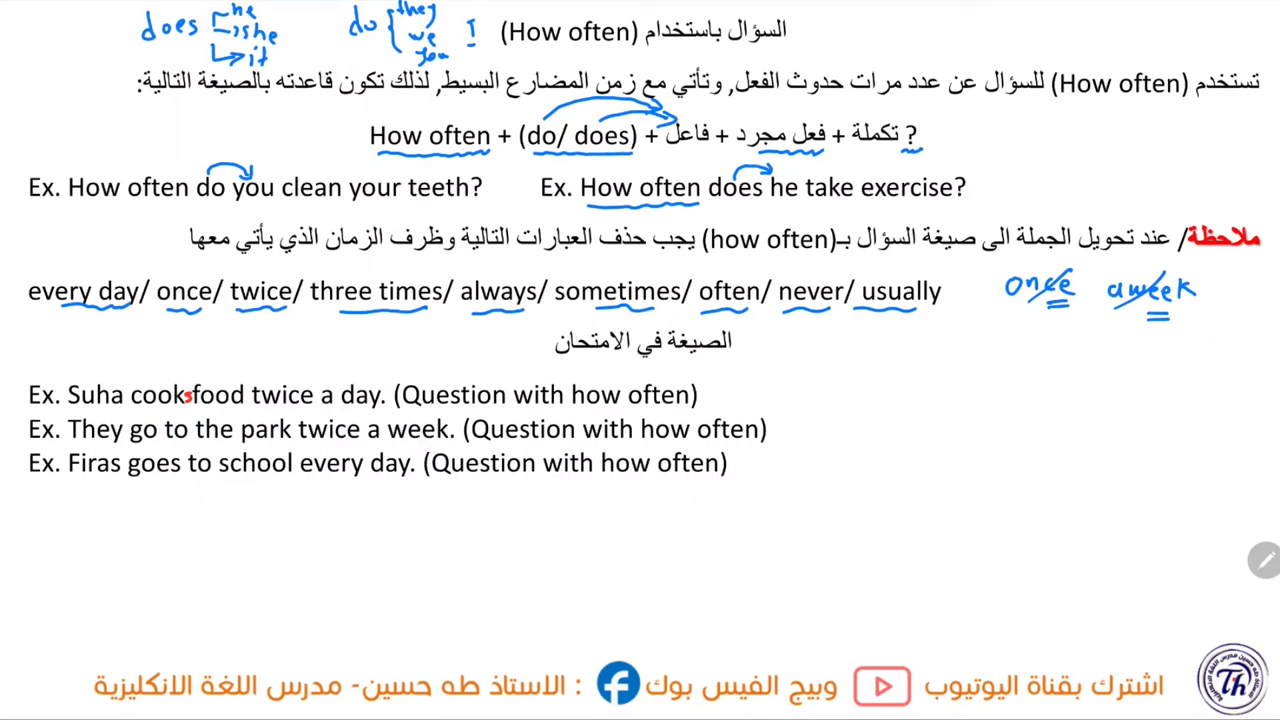 does he she it do they we you I
السؤال باستخدام (How often)
تستخدم (How often) للسؤال عن عدد مرات حدوث الفعل, وتأتي مع زمن المضارع البسيط, لذلك تكون قاعدته بالصيغة التالية:
How often + (do/ does) + فاعل + فعل مجرد + تكملة ?
Ex. How often do you clean your teeth? Ex. How often does he take exercise?
ملاحظة/ عند تحويل الجملة الى صيغة السؤال بـ(how often) يجب حذف العبارات التالية وظرف الزمان الذي يأتي معها
every day/ once/ twice/ three times/ always/ sometimes/ often/ never/ usually once a week
الصيغة في الامتحان
Ex. Suha cooks food twice a day. (Question with how often)
Ex. They go to the park twice a week. (Question with how often)
Ex. Firas goes to school every day. (Question with how often)
اشترك بقناة اليوتيوب وبيج الفيس بوك : الاستاذ طه حسين- مدرس اللغة الانكليزية
Th